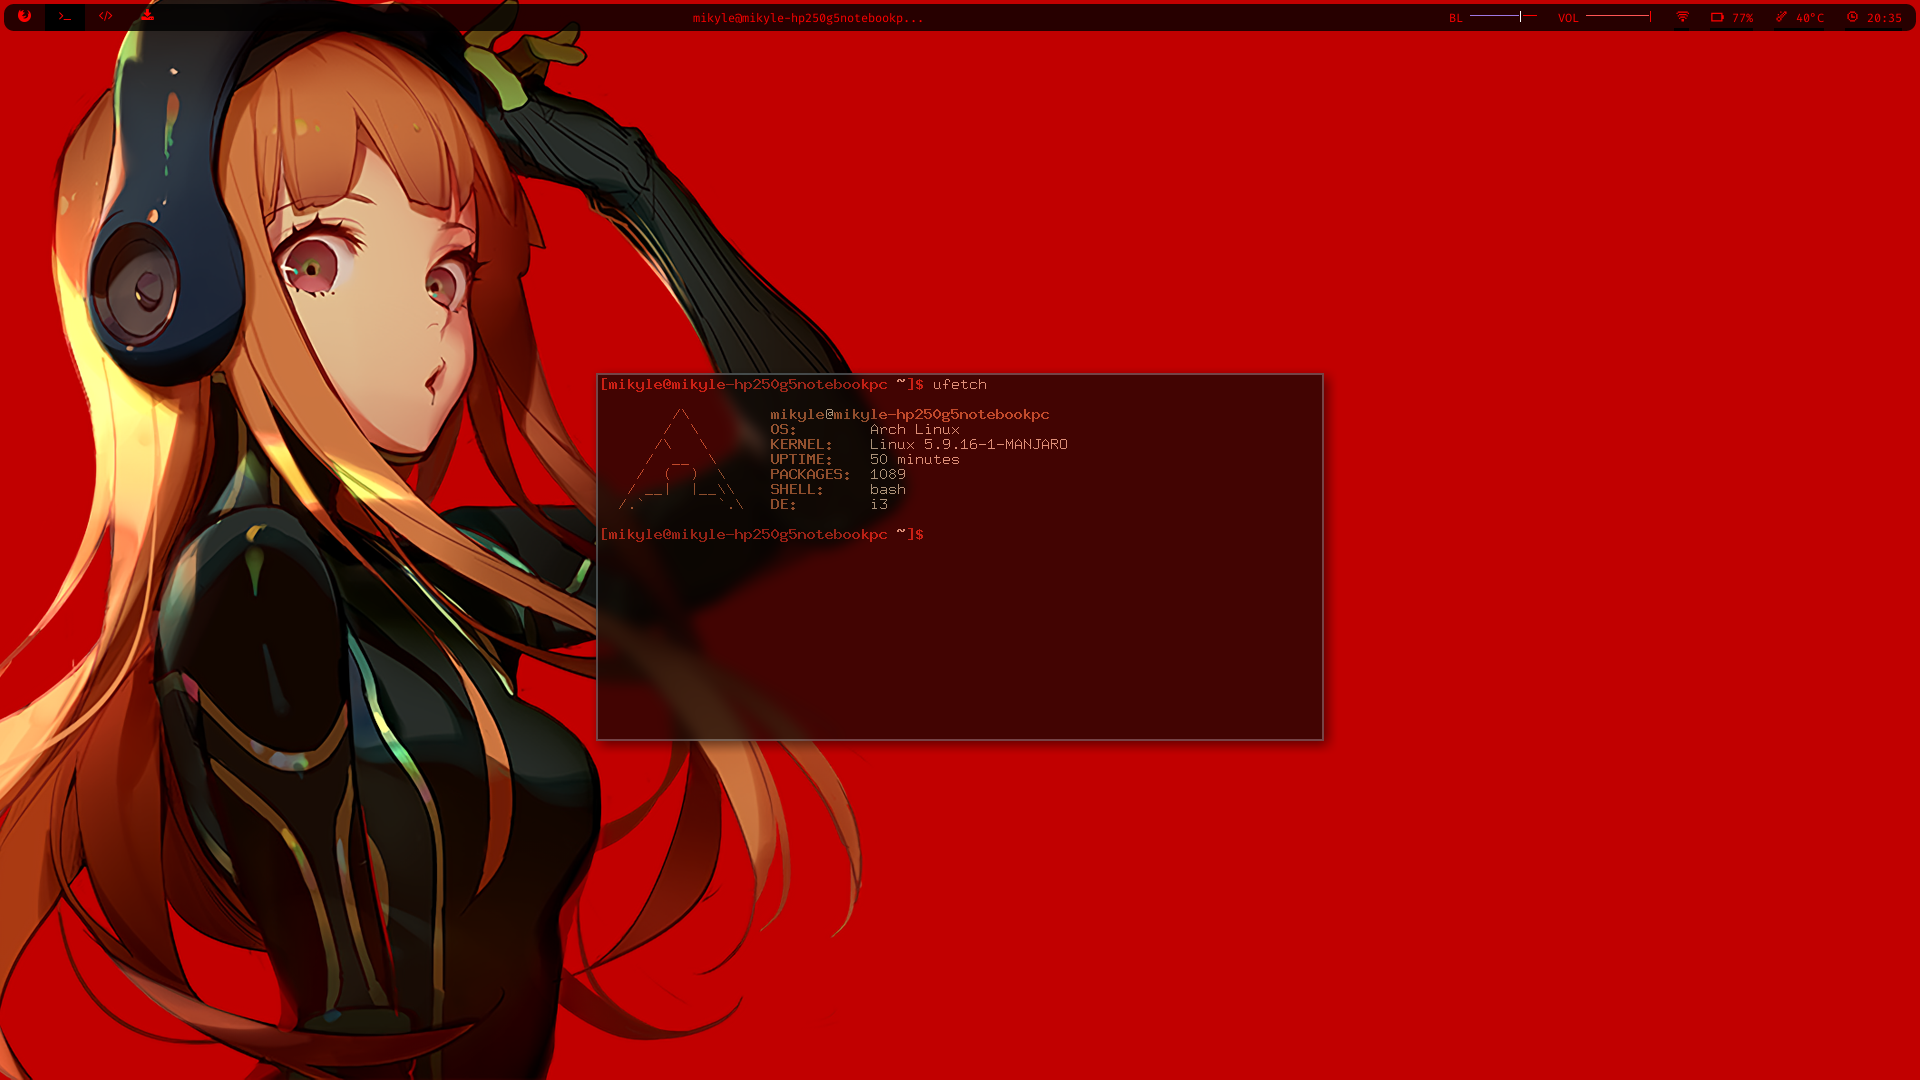 >_ </> mikyle@mikyle-hp250g5notebookp... BL VOL 77% 40°C 20:35
[mikyle@mikyle-hp250g5notebookpc ~]$ ufetch
mikyle@mikyle-hp250g5notebookpc
OS: Arch Linux
KERNEL: Linux 5.9.16-1-MANJARO
UPTIME: 50 minutes
PACKAGES: 1089
SHELL: bash
DE: i3
[mikyle@mikyle-hp250g5notebookpc ~]$